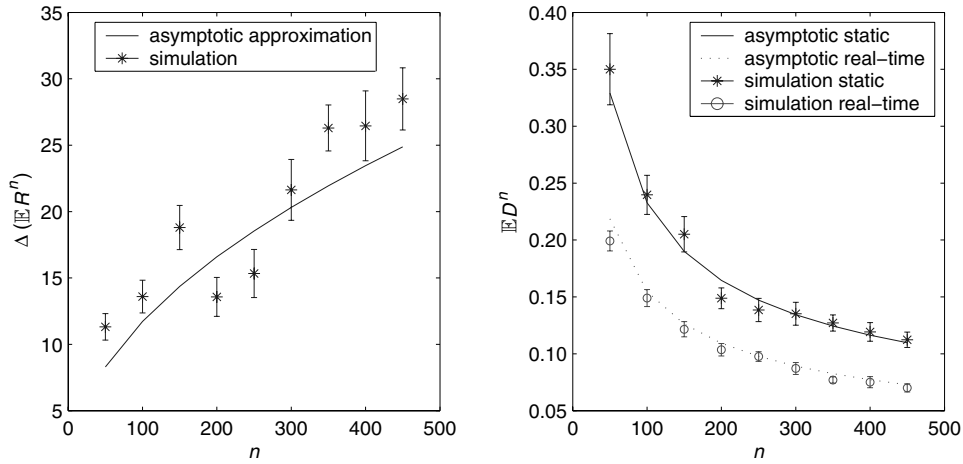 35
30
25
20
15
10
5
0
100
200
300
400
500
n
Δ (𝔼R^n)
asymptotic approximation
simulation
0.40
0.35
0.30
0.25
0.20
0.15
0.10
0.05
0
100
200
300
400
500
n
𝔼D^n
asymptotic static
asymptotic real−time
simulation static
simulation real−time